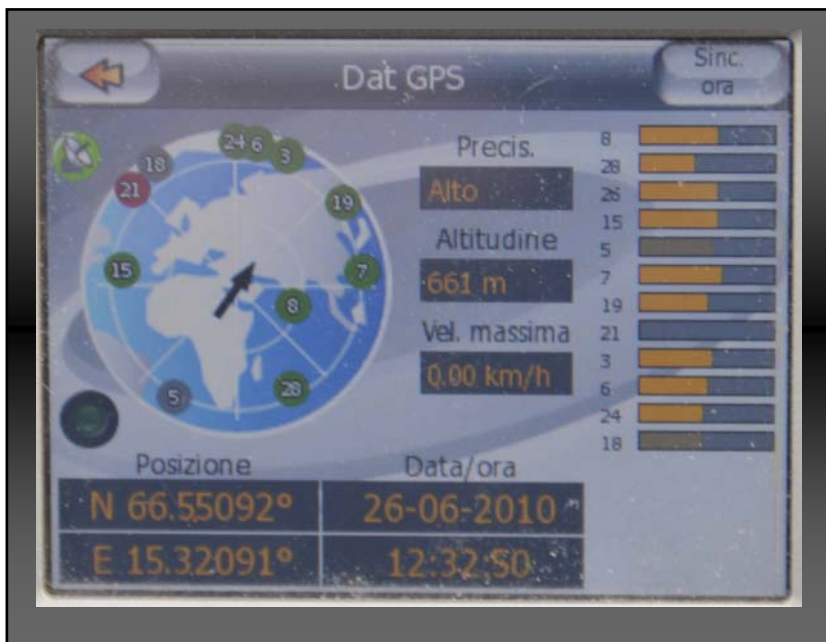 Dat GPS
Sinc.
ora
24 6 3
18
21
19
15
7
8
5
28
Precis.
Alto
Altitudine
661 m
Vel. massima
0.00 km/h
8
28
26
15
5
7
19
21
3
6
24
18
Posizione
N 66.55092°
E 15.32091°
Data/ora
26-06-2010
12:32:50